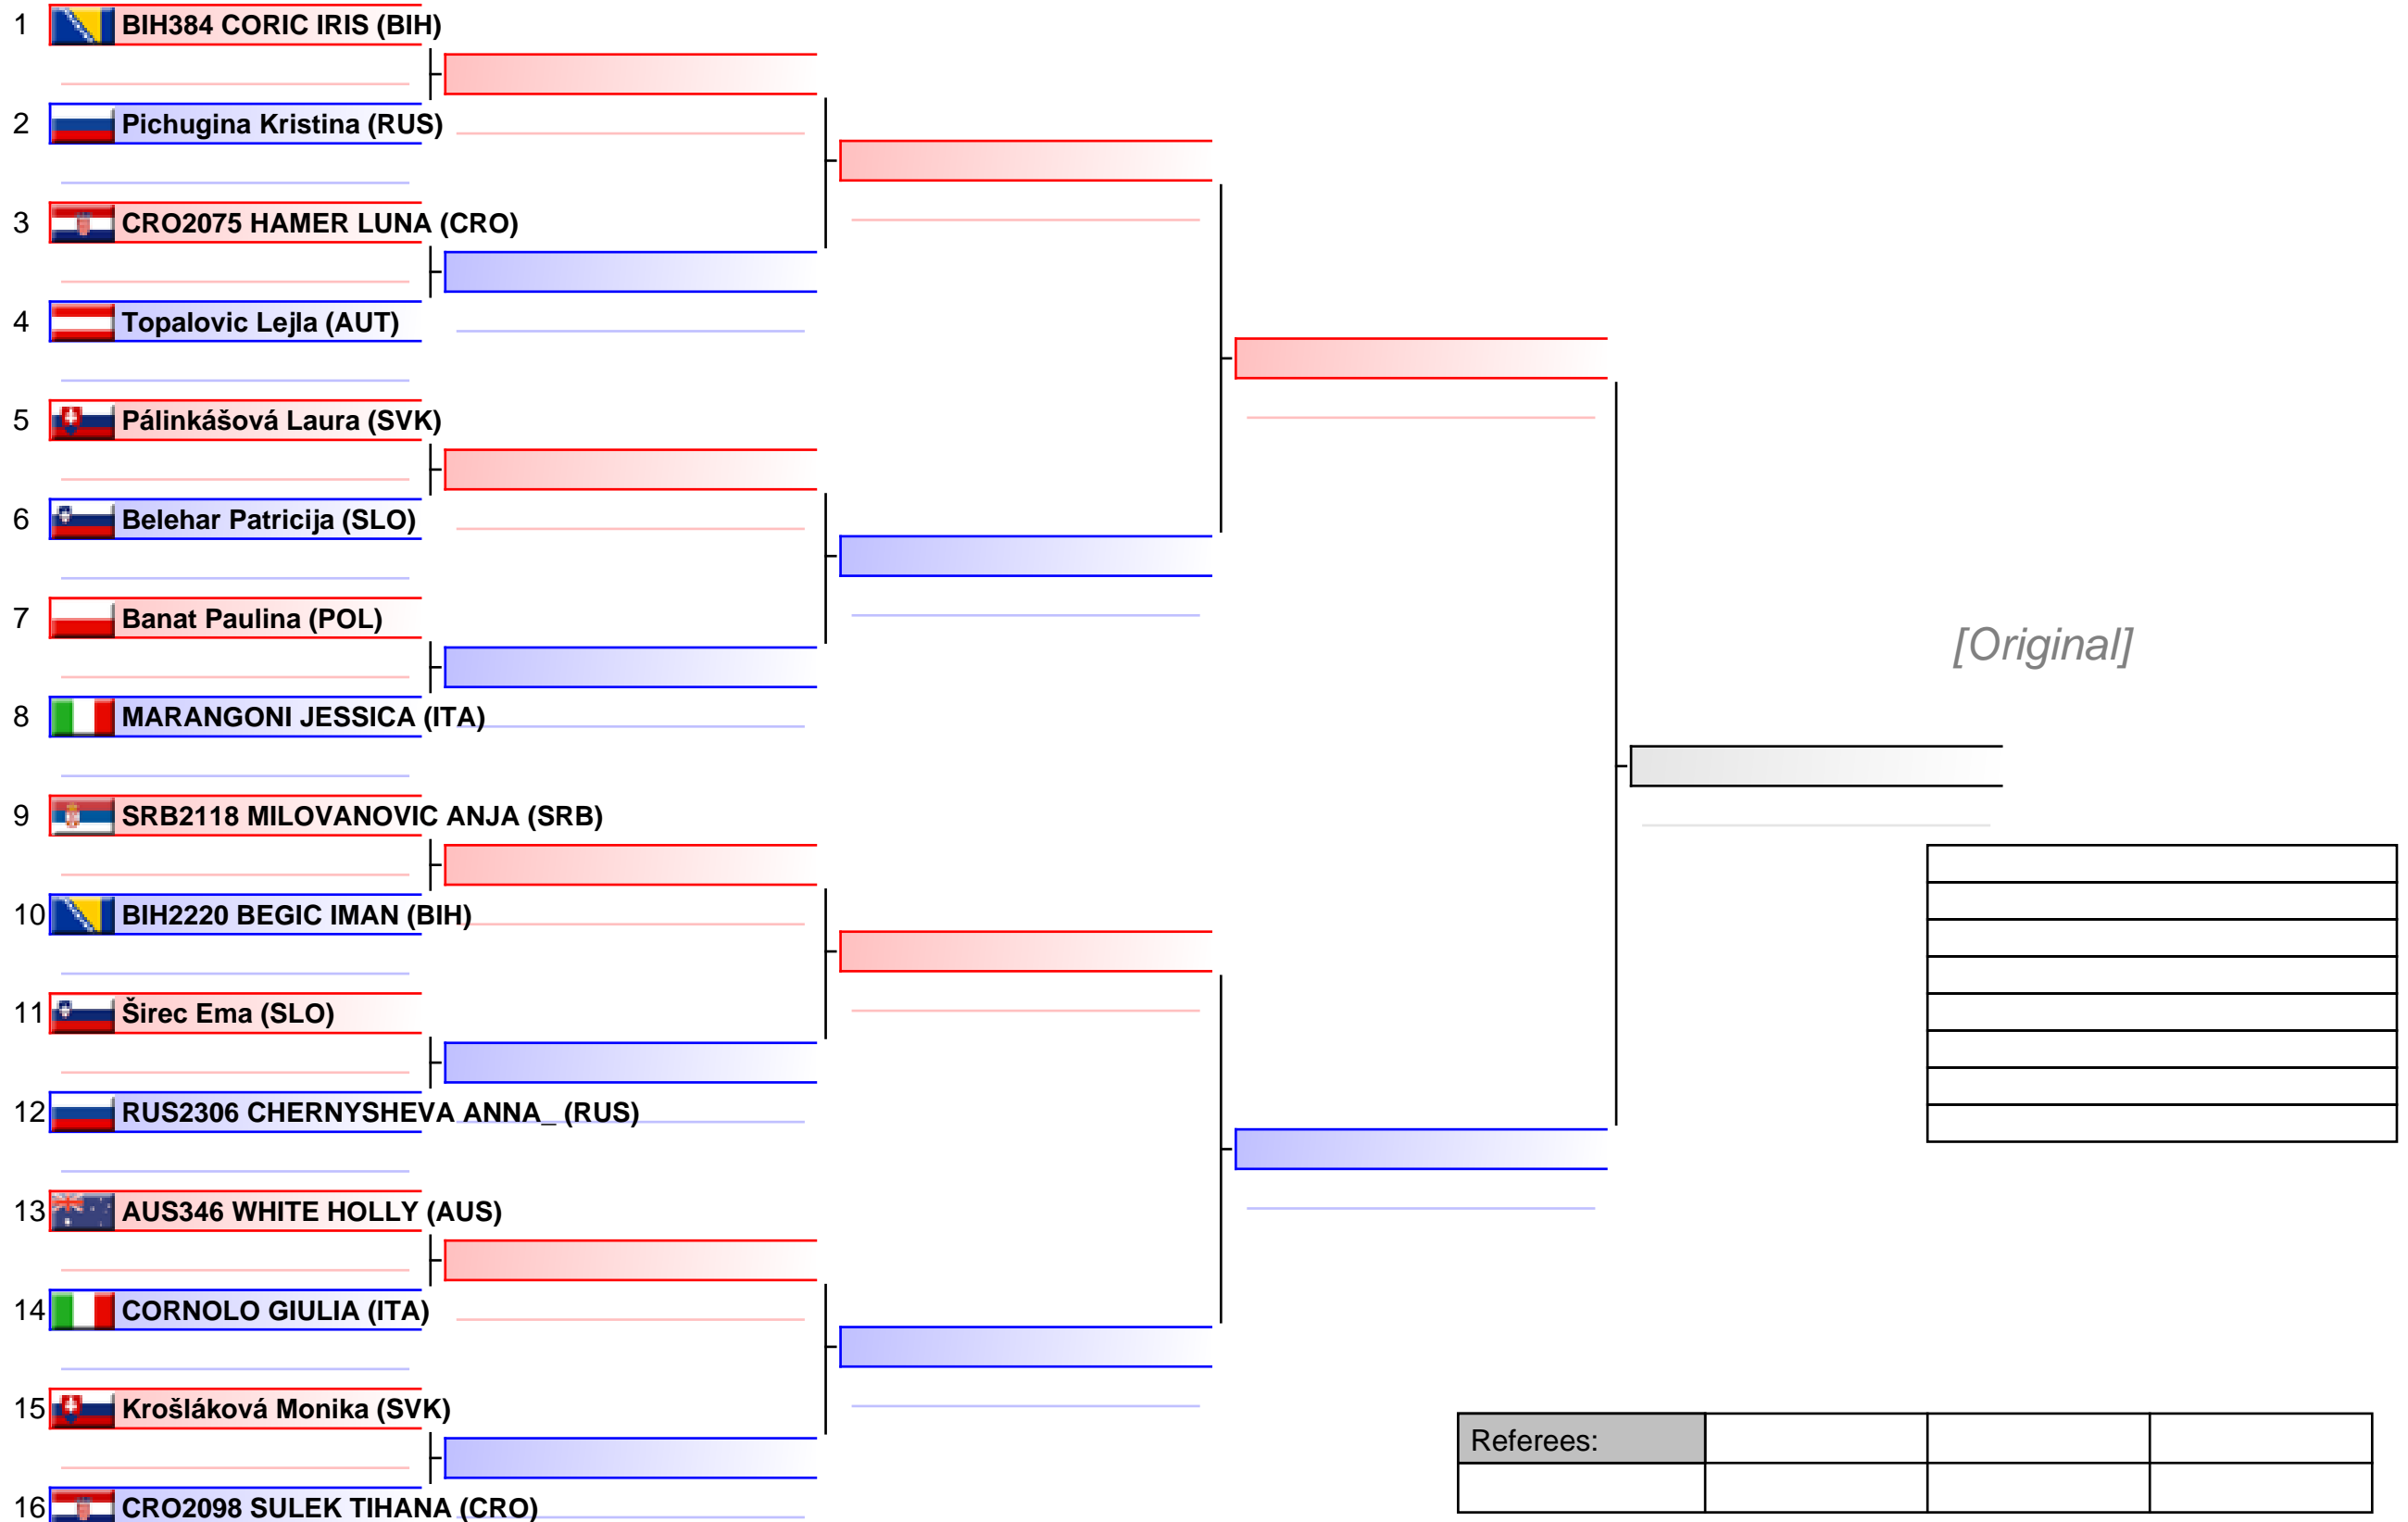 1 BIH384 CORIC IRIS (BIH)
2 Pichugina Kristina (RUS)
3 CRO2075 HAMER LUNA (CRO)
4 Topalovic Lejla (AUT)
5 Pálinkášová Laura (SVK)
6 Belehar Patricija (SLO)
7 Banat Paulina (POL)
[Original]
8 MARANGONI JESSICA (ITA)
9 SRB2118 MILOVANOVIC ANJA (SRB)
10 BIH2220 BEGIC IMAN (BIH)
11 Širec Ema (SLO)
12 RUS2306 CHERNYSHEVA ANNA_ (RUS)
13 AUS346 WHITE HOLLY (AUS)
14 CORNOLO GIULIA (ITA)
15 Krošláková Monika (SVK)
Referees:
16 CRO2098 SULEK TIHANA (CRO)